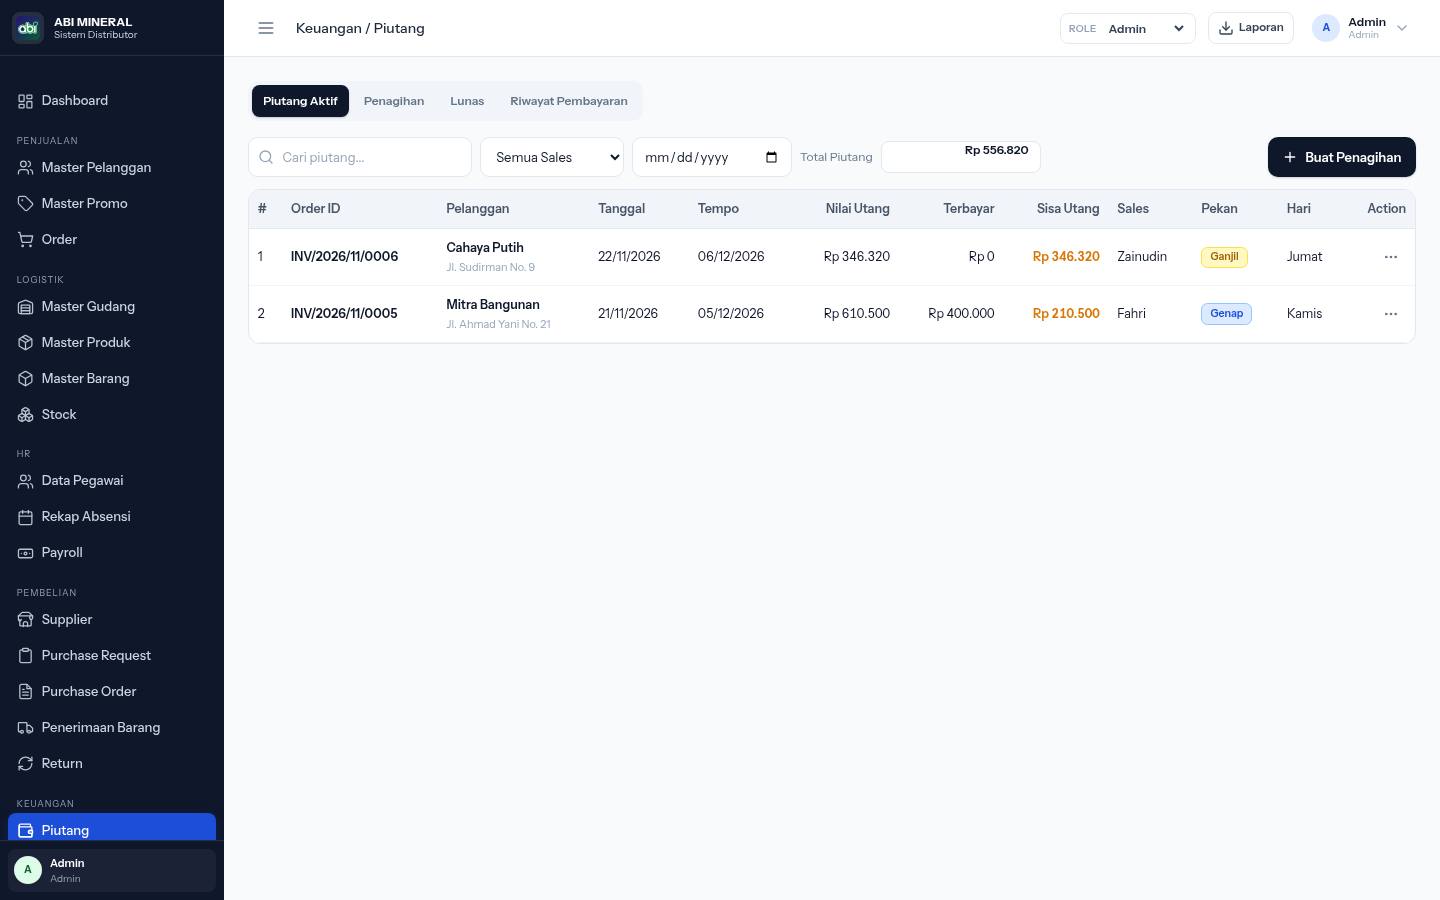 ABI MINERAL
Sistem Distributor
Dashboard
PENJUALAN
Master Pelanggan
Master Promo
Order
LOGISTIK
Master Gudang
Master Produk
Master Barang
Stock
HR
Data Pegawai
Rekap Absensi
Payroll
PEMBELIAN
Supplier
Purchase Request
Purchase Order
Penerimaan Barang
Return
KEUANGAN
Piutang
A
Admin
Admin
Keuangan / Piutang
ROLE Admin
Laporan
A
Admin
Admin
Piutang Aktif Penagihan Lunas Riwayat Pembayaran
Cari piutang...
Semua Sales
mm/dd/yyyy
Total Piutang Rp 556.820
+ Buat Penagihan
# Order ID Pelanggan Tanggal Tempo Nilai Utang Terbayar Sisa Utang Sales Pekan Hari Action
1 INV/2026/11/0006 Cahaya Putih 22/11/2026 06/12/2026 Rp 346.320 Rp 0 Rp 346.320 Zainudin Ganjil Jumat ...
Jl. Sudirman No. 9
2 INV/2026/11/0005 Mitra Bangunan 21/11/2026 05/12/2026 Rp 610.500 Rp 400.000 Rp 210.500 Fahri Genap Kamis ...
Jl. Ahmad Yani No. 21